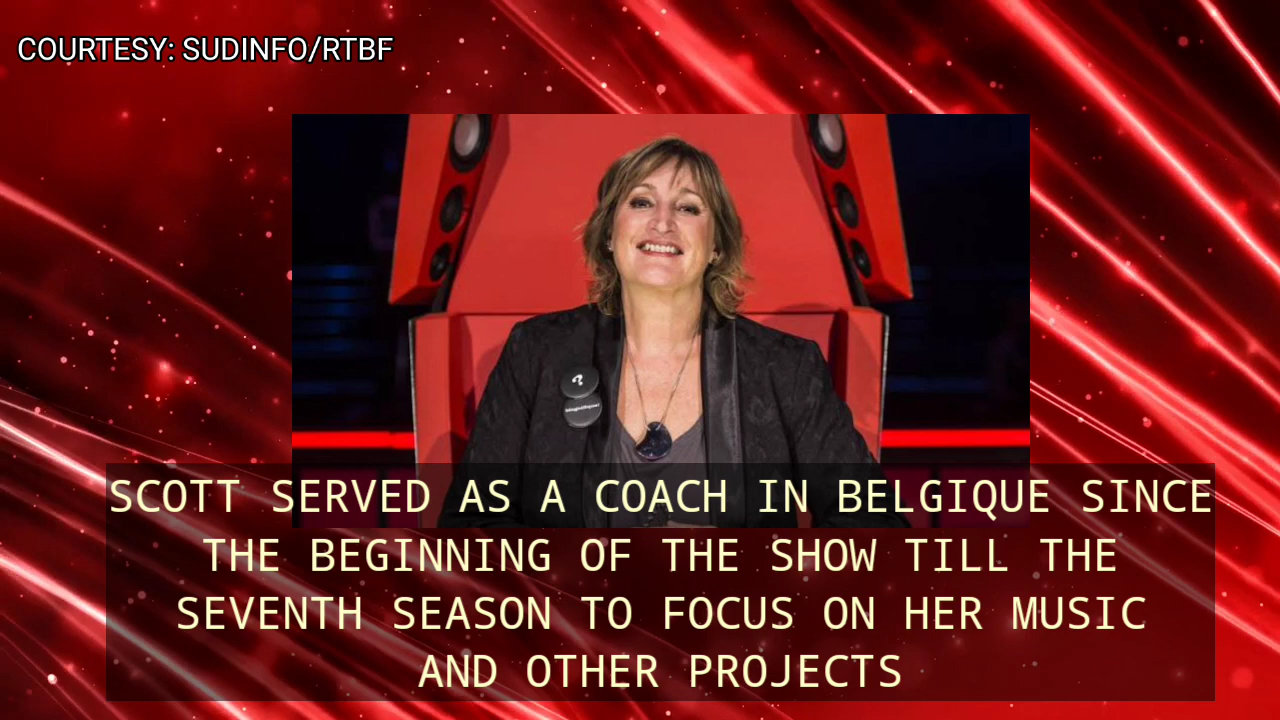 COURTESY: SUDINFO/RTBF
?
SCOTT SERVED AS A COACH IN BELGIQUE SINCE
THE BEGINNING OF THE SHOW TILL THE
SEVENTH SEASON TO FOCUS ON HER MUSIC
AND OTHER PROJECTS